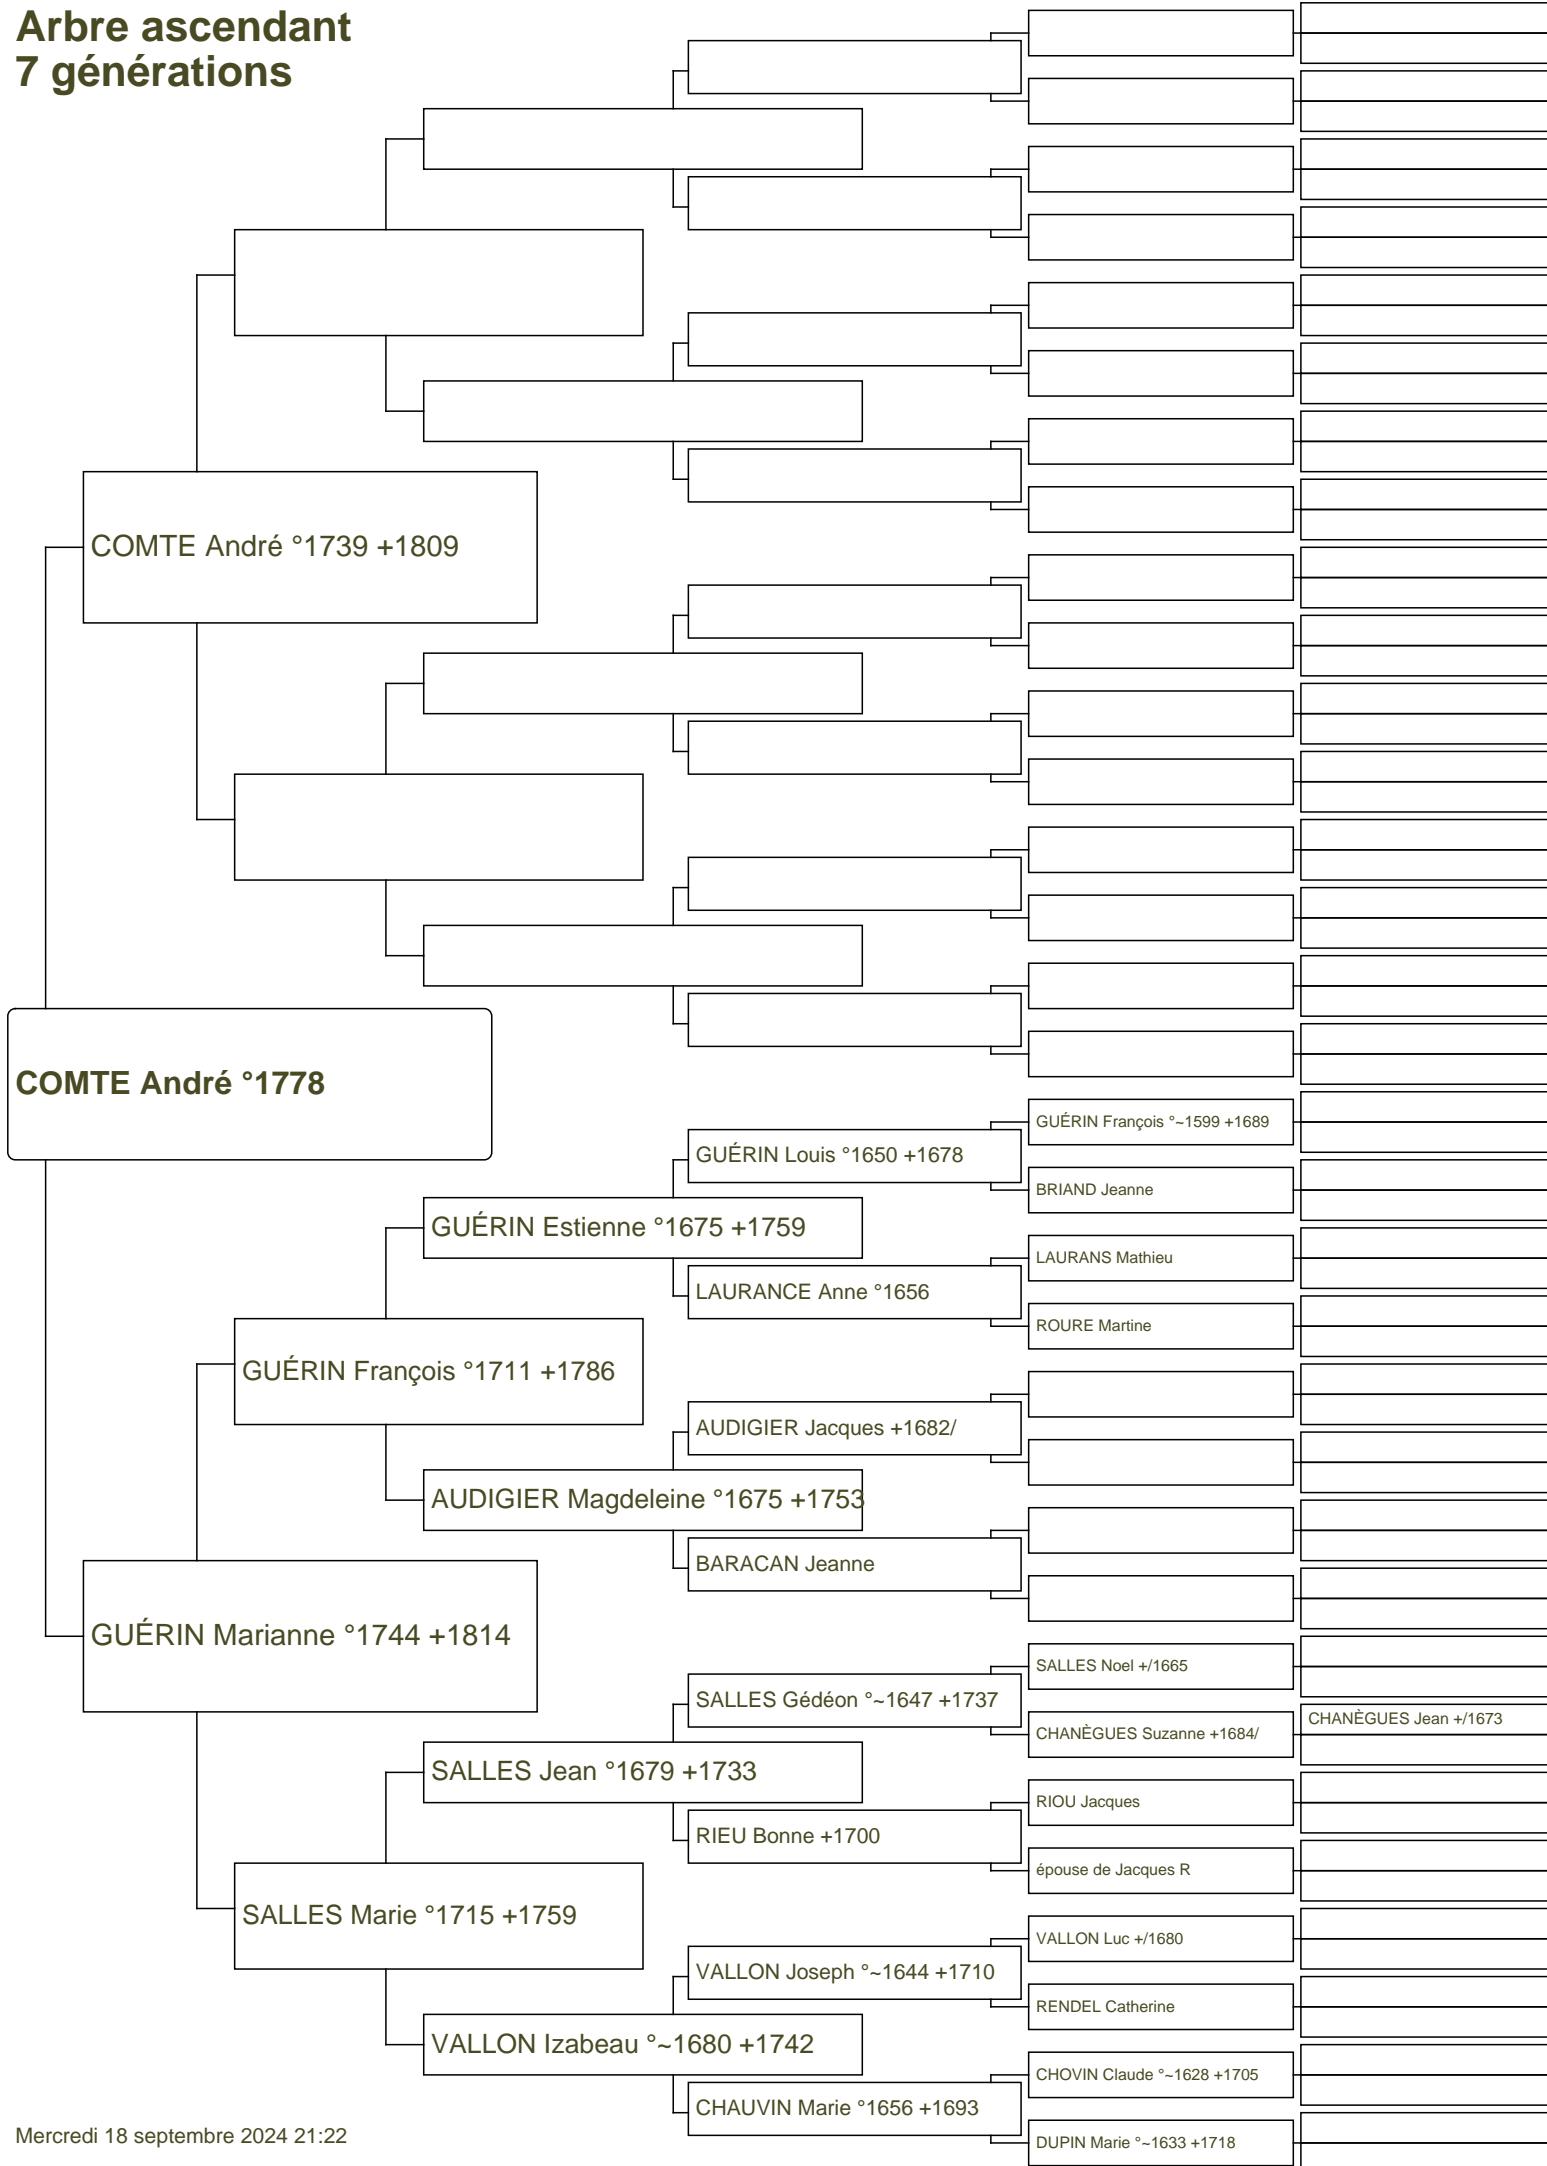 Arbre ascendant
7 générations
COMTE André °1739 +1809
COMTE André °1778
GUÉRIN François °~1599 +1689
GUÉRIN Louis °1650 +1678
BRIAND Jeanne
GUÉRIN Estienne °1675 +1759
LAURANS Mathieu
LAURANCE Anne °1656
ROURE Martine
GUÉRIN François °1711 +1786
AUDIGIER Jacques +1682/
AUDIGIER Magdeleine °1675 +1753
BARACAN Jeanne
GUÉRIN Marianne °1744 +1814
SALLES Noel +/1665
SALLES Gédéon °~1647 +1737
CHANÈGUES Jean +/1673
CHANÈGUES Suzanne +1684/
SALLES Jean °1679 +1733
RIOU Jacques
RIEU Bonne +1700
épouse de Jacques R
SALLES Marie °1715 +1759
VALLON Luc +/1680
VALLON Joseph °~1644 +1710
RENDEL Catherine
VALLON Izabeau °~1680 +1742
CHOVIN Claude °~1628 +1705
CHAUVIN Marie °1656 +1693
DUPIN Marie °~1633 +1718
Mercredi 18 septembre 2024 21:22